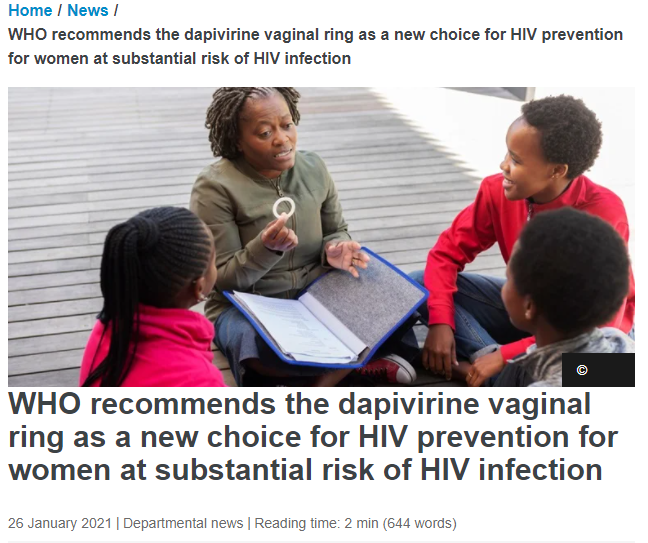 Home / News /
WHO recommends the dapivirine vaginal ring as a new choice for HIV prevention
for women at substantial risk of HIV infection
©
WHO recommends the dapivirine vaginal
ring as a new choice for HIV prevention for
women at substantial risk of HIV infection
26 January 2021 | Departmental news | Reading time: 2 min (644 words)